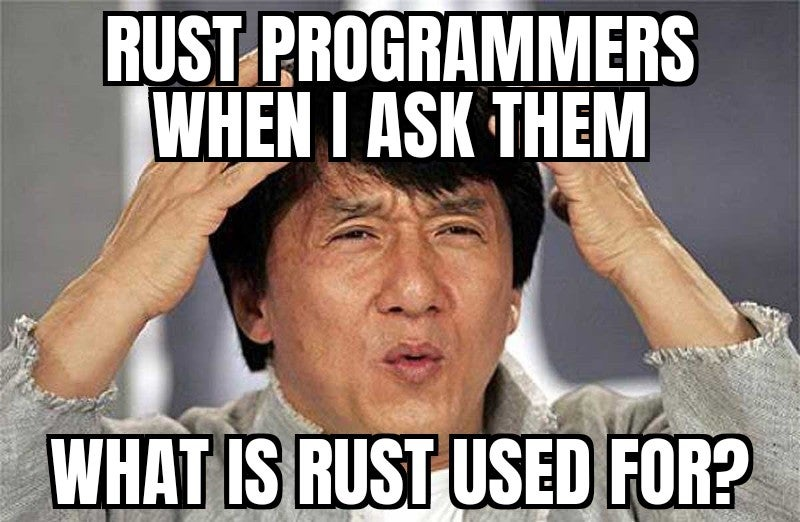 RUST PROGRAMMERS
WHEN I ASK THEM
WHAT IS RUST USED FOR?